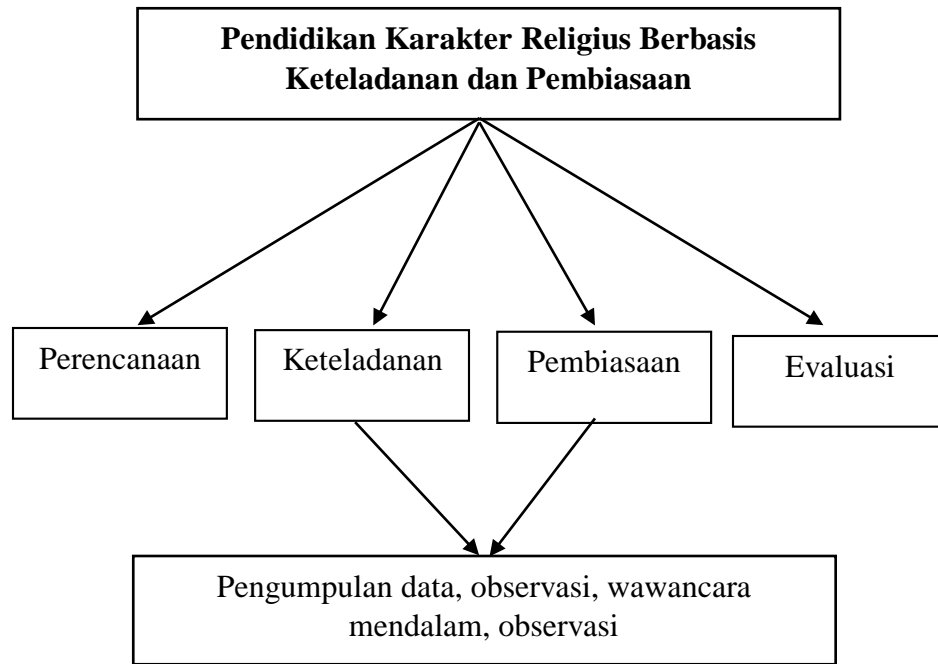 Pendidikan Karakter Religius Berbasis
Keteladanan dan Pembiasaan
Perencanaan
Keteladanan
Pembiasaan
Evaluasi
Pengumpulan data, observasi, wawancara
mendalam, observasi